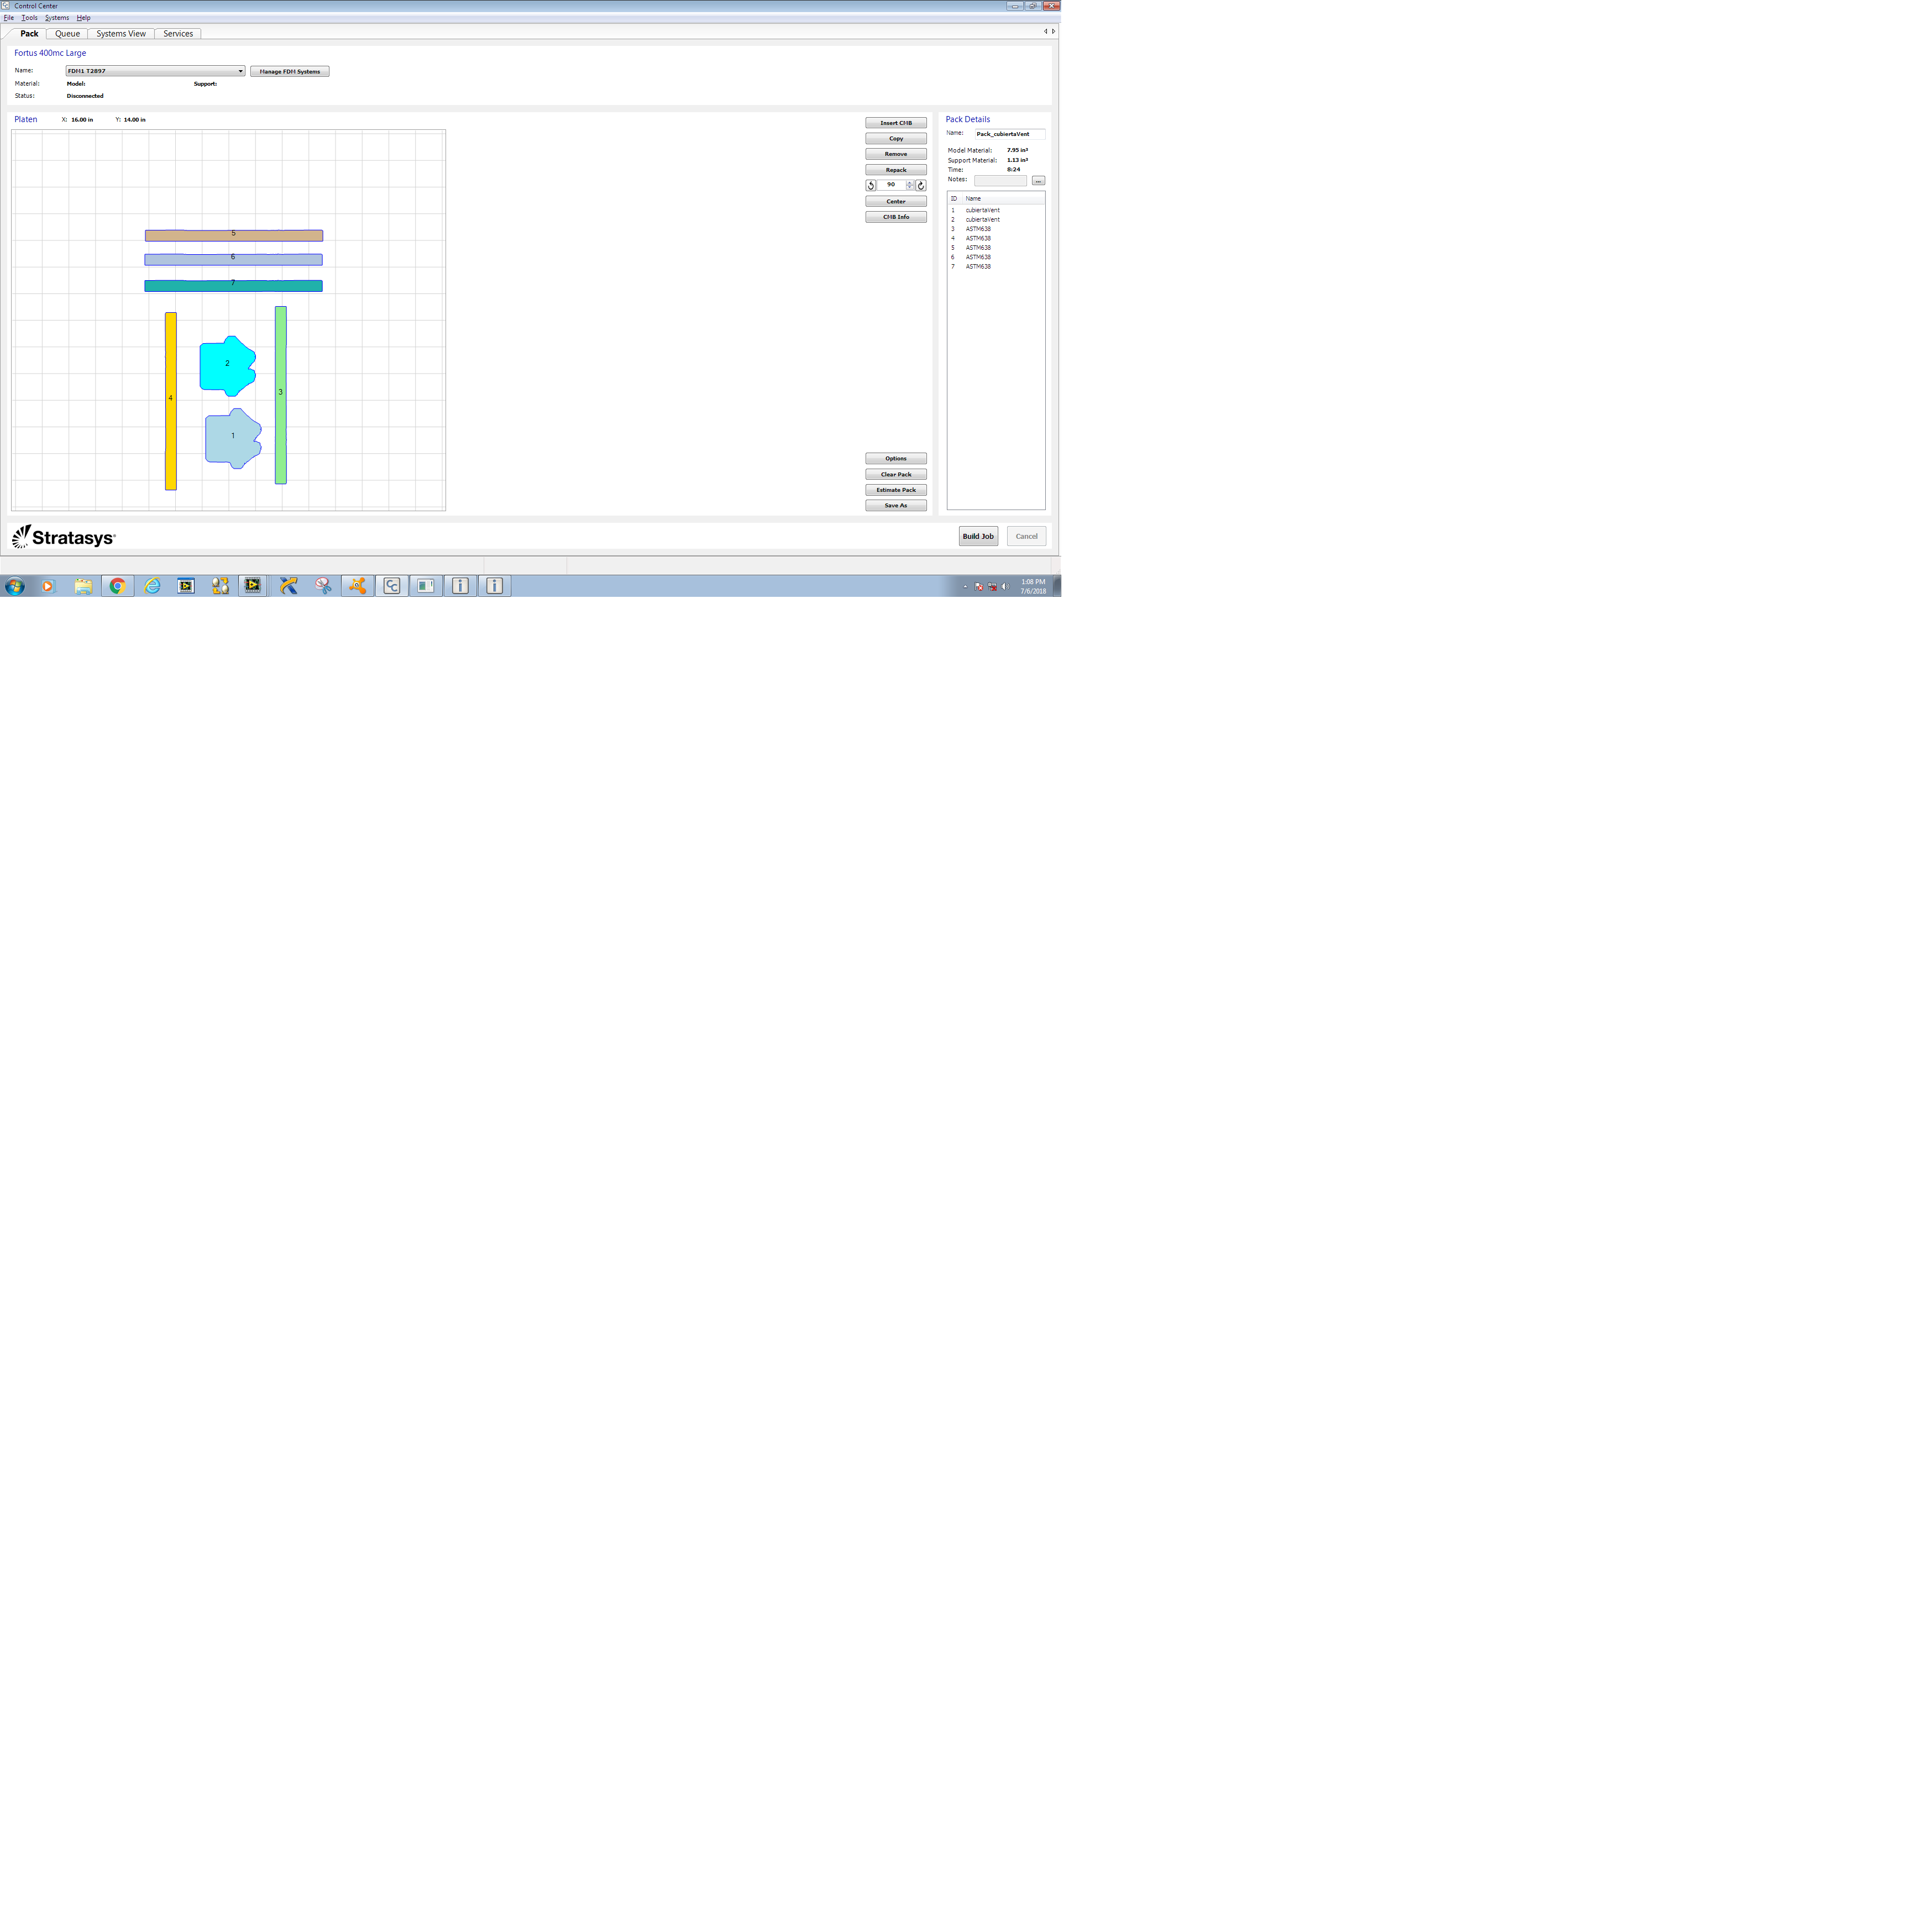 Control Center
File Tools Systems Help
Pack Queue Systems View Services
Fortus 400mc Large
Name: FDM1 T2897 Manage FDM Systems
Material: Model: Support:
Status: Disconnected
Platen X: 16.00 in Y: 14.00 in
5
6
7
4
2
3
1
Insert CMB
Copy
Remove
Repack
90
Center
CMB Info
Options
Clear Pack
Estimate Pack
Save As
Pack Details
Name: Pack_cubiertaVent
Model Material: 7.95 in³
Support Material: 1.13 in³
Time: 8:24
Notes: ...
ID Name
1 cubiertaVent
2 cubiertaVent
3 ASTM638
4 ASTM638
5 ASTM638
6 ASTM638
7 ASTM638
Stratasys®
Build Job Cancel
1:08 PM
7/6/2018